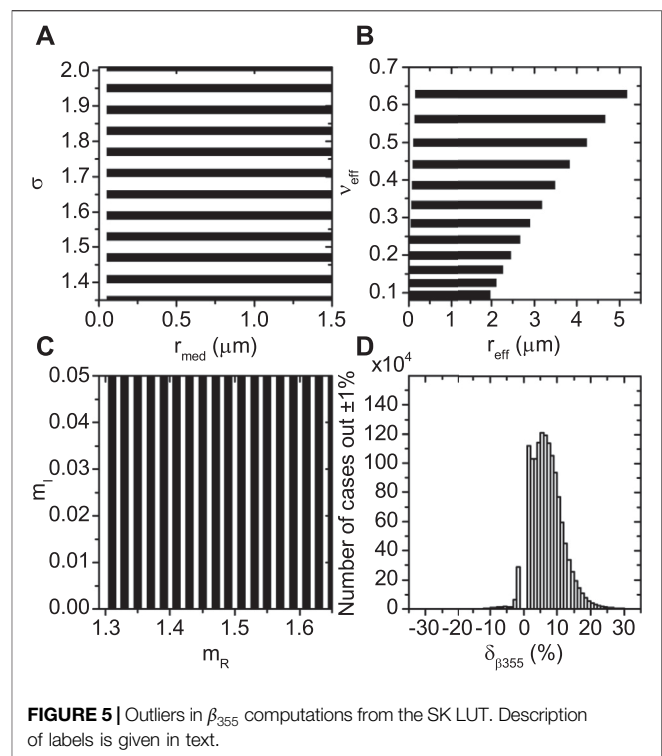 A
B
2.0
1.9
1.8
1.7
1.6
1.5
1.4
σ
0.0 0.5 1.0 1.5
r_med (μm)
0.7
0.6
0.5
0.4
0.3
0.2
0.1
ν_eff
0 1 2 3 4 5
r_eff (μm)
C
D
0.05
0.04
0.03
0.02
0.01
0.00
m_I
1.3 1.4 1.5 1.6
m_R
x10⁴
140
120
100
80
60
40
20
0
Number of cases out ±1%
-30 -20 -10 0 10 20 30
δ_β355 (%)
FIGURE 5 | Outliers in β₃₅₅ computations from the SK LUT. Description
of labels is given in text.